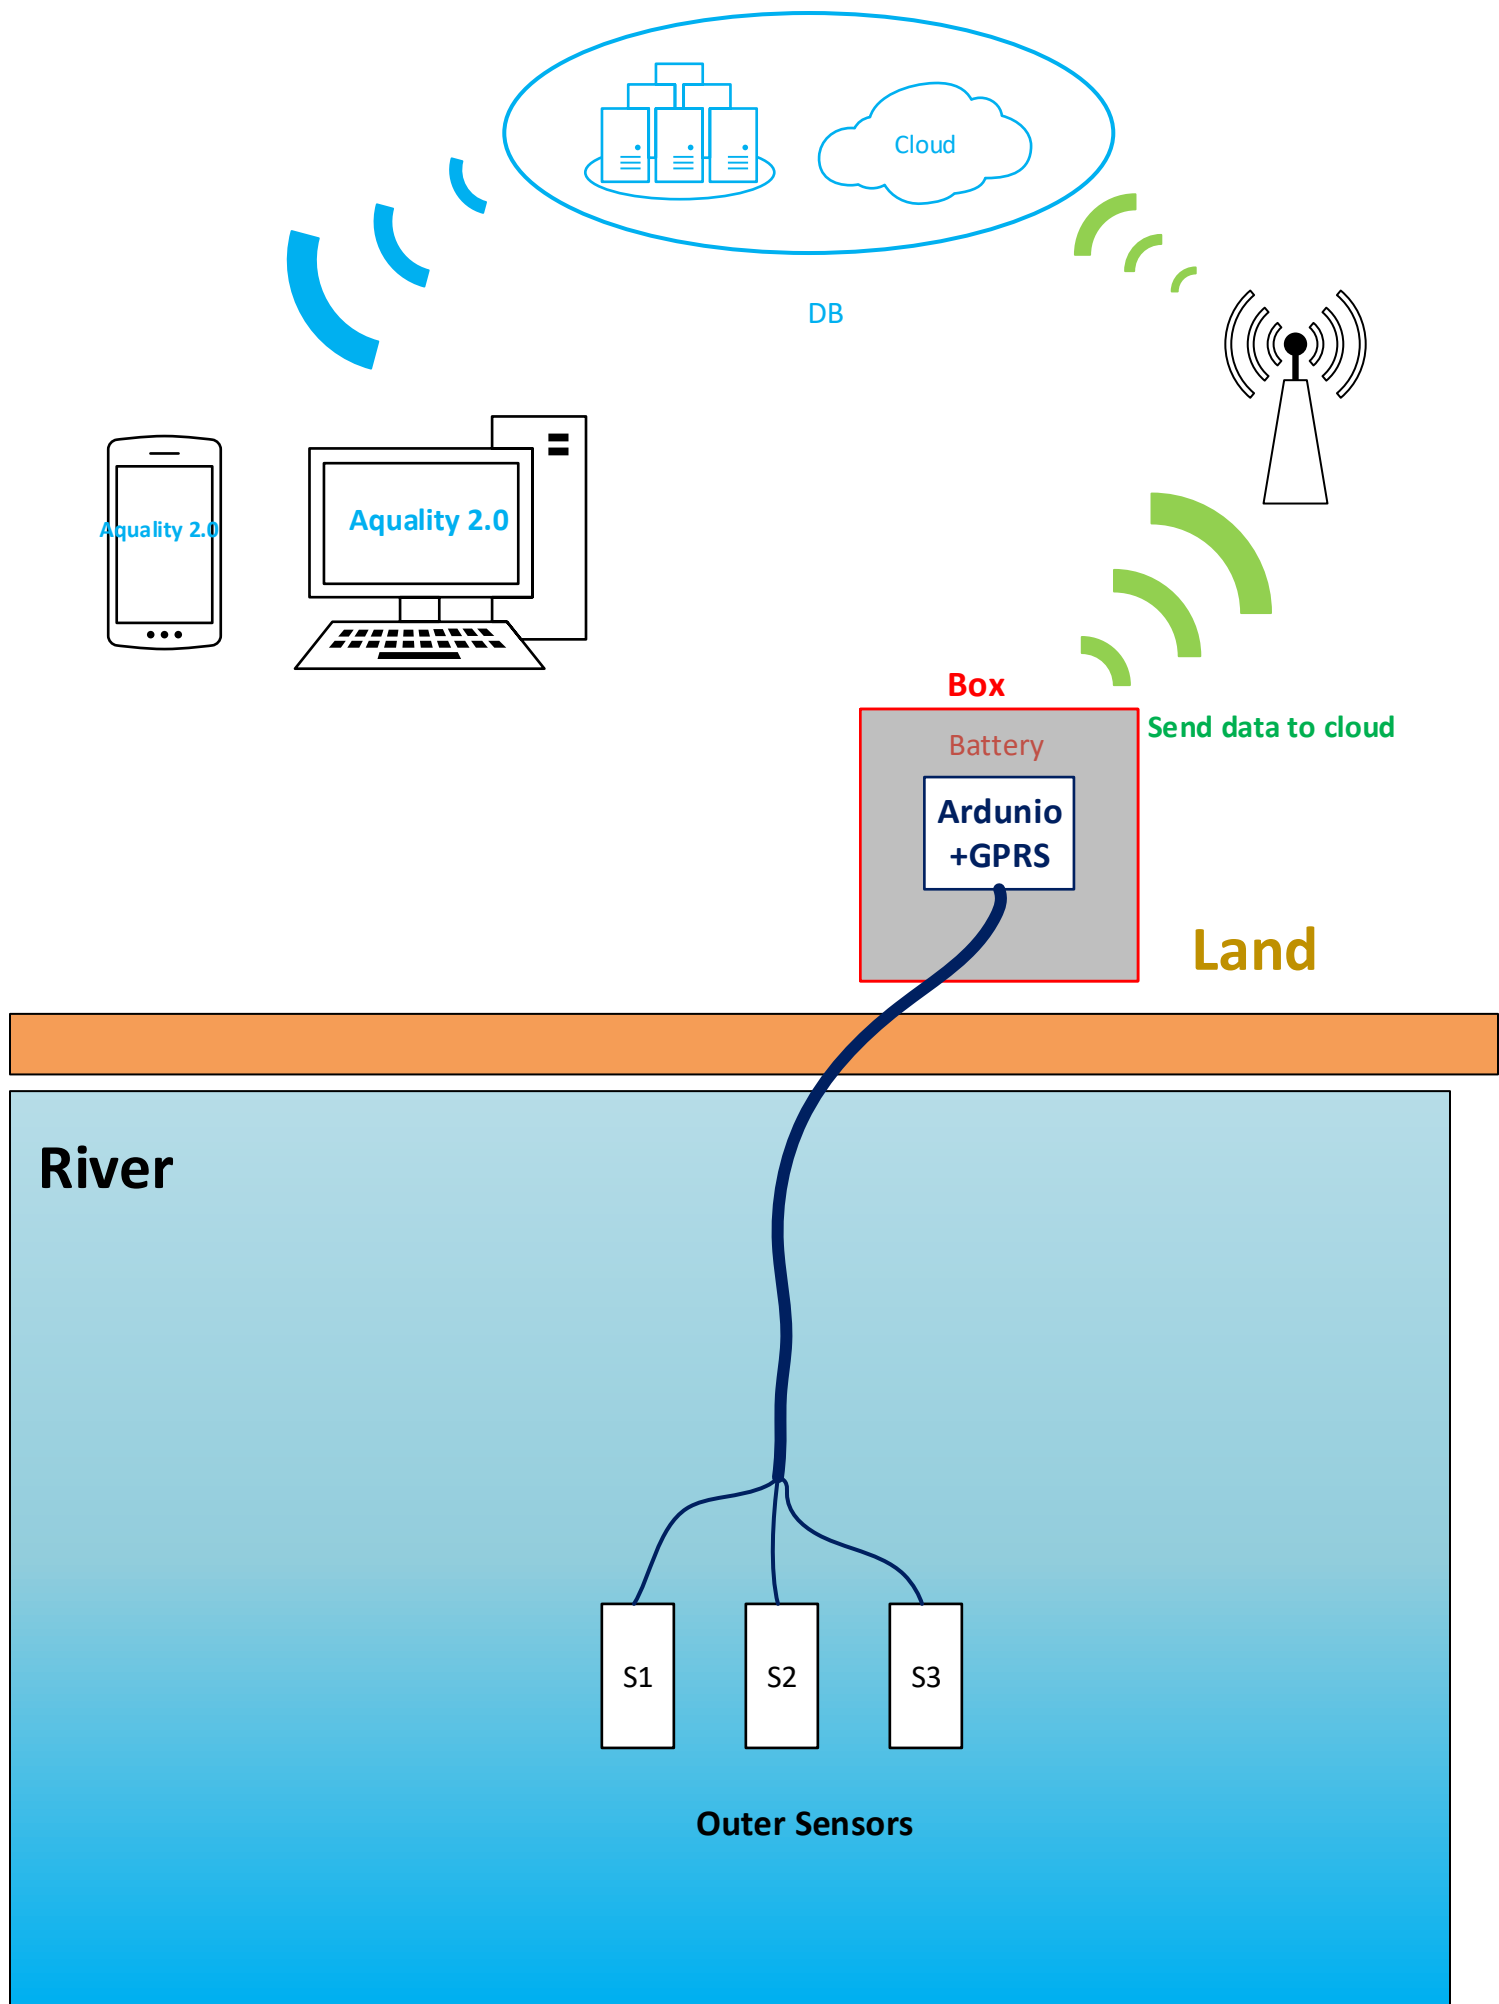 Cloud
DB
Aquality 2.0
Aquality 2.0
Box
Send data to cloud
Battery
Ardunio
+GPRS
Land
River
S1
S2
S3
Outer Sensors